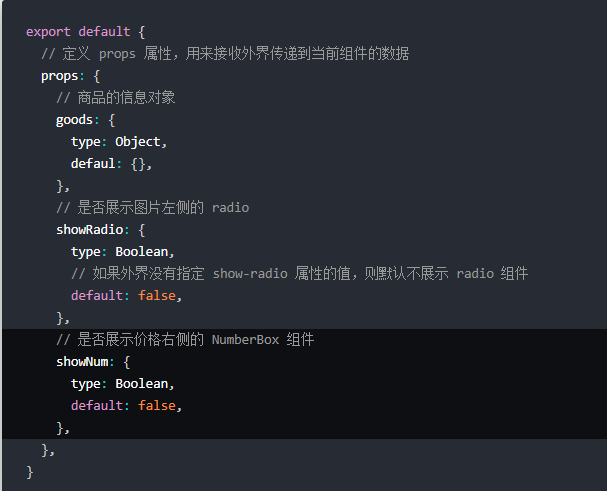 export default {
  // 定义 props 属性，用来接收外界传递到当前组件的数据
  props: {
    // 商品的信息对象
    goods: {
      type: Object,
      defaul: {},
    },
    // 是否展示图片左侧的 radio
    showRadio: {
      type: Boolean,
      // 如果外界没有指定 show-radio 属性的值，则默认不展示 radio 组件
      default: false,
    },
    // 是否展示价格右侧的 NumberBox 组件
    showNum: {
      type: Boolean,
      default: false,
    },
  },
}